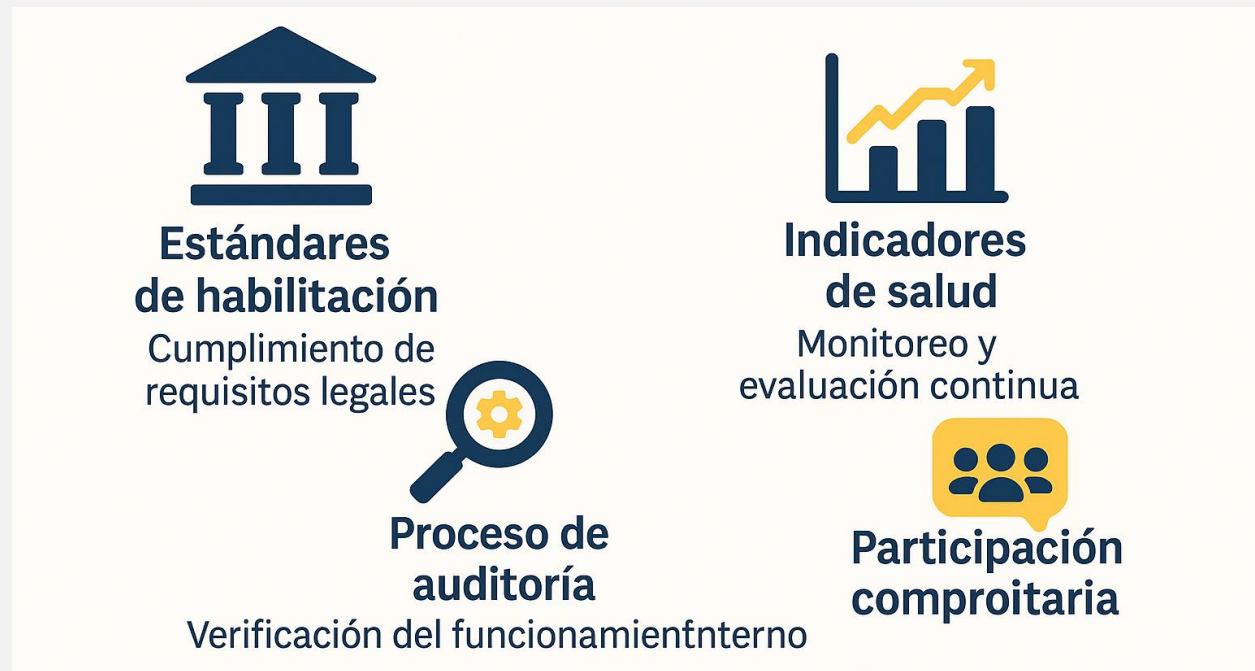 Estándares
de habilitación
Cumplimiento de
requisitos legales
Indicadores
de salud
Monitoreo y
evaluación continua
Proceso de
auditoría
Verificación del funcionamientnterno
Participación
comproitaria